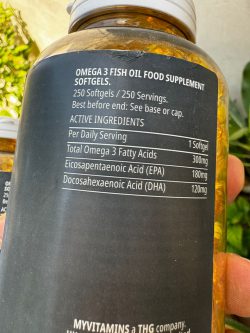 OMEGA 3 FISH OIL FOOD SUPPLEMENT
SOFTGELS.
250 Softgels / 250 Servings.
Best before end: See base or cap.
ACTIVE INGREDIENTS
Per Daily Serving 1 Softgel
Total Omega 3 Fatty Acids 300mg
Eicosapentaenoic Acid (EPA) 180mg
Docosahexaenoic Acid (DHA) 120mg
MYVITAMINS a THG company.